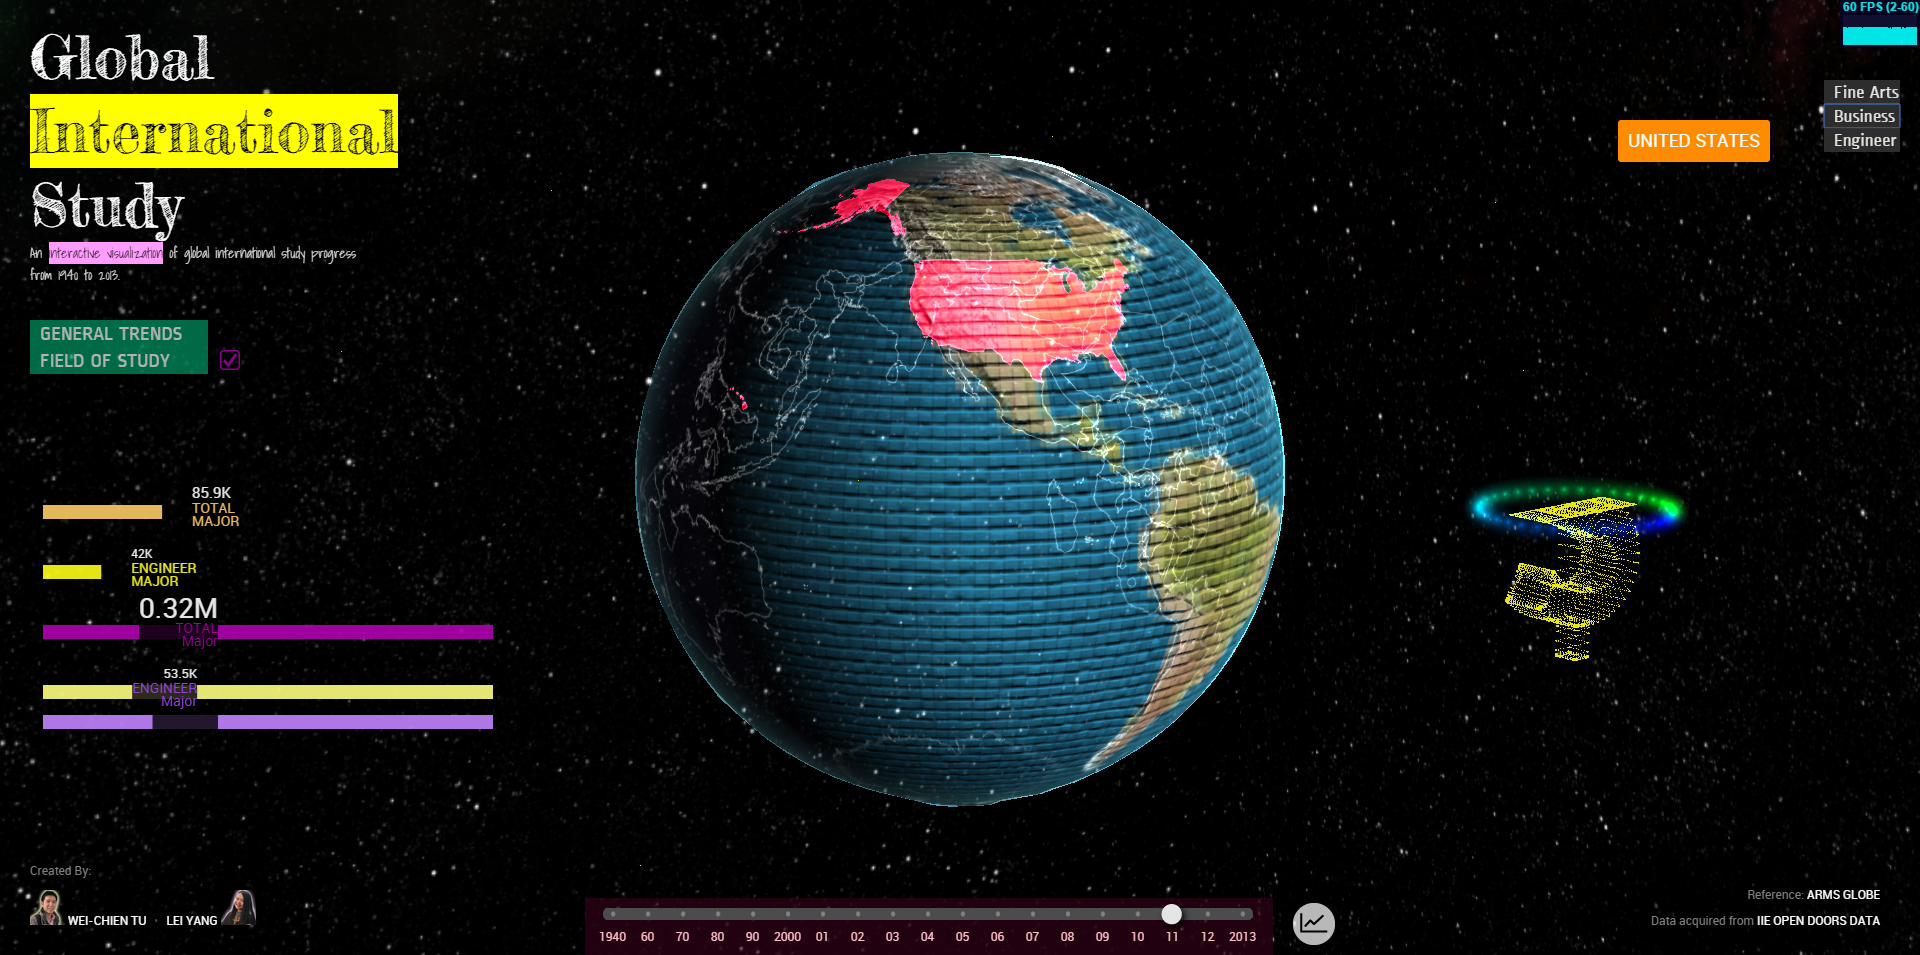 Global
International
Study
An interactive visualization of global international study progress
from 1940 to 2013.
GENERAL TRENDS
FIELD OF STUDY
85.9K
TOTAL
MAJOR
42K
ENGINEER
MAJOR
0.32M
TOTAL
Major
53.5K
ENGINEER
Major
Created By:
WEI-CHIEN TU
LEI YANG
1940 60 70 80 90 2000 01 02 03 04 05 06 07 08 09 10 11 12 2013
60 FPS (2-60)
Fine Arts
Business
Engineer
UNITED STATES
Reference: ARMS GLOBE
Data acquired from IIE OPEN DOORS DATA